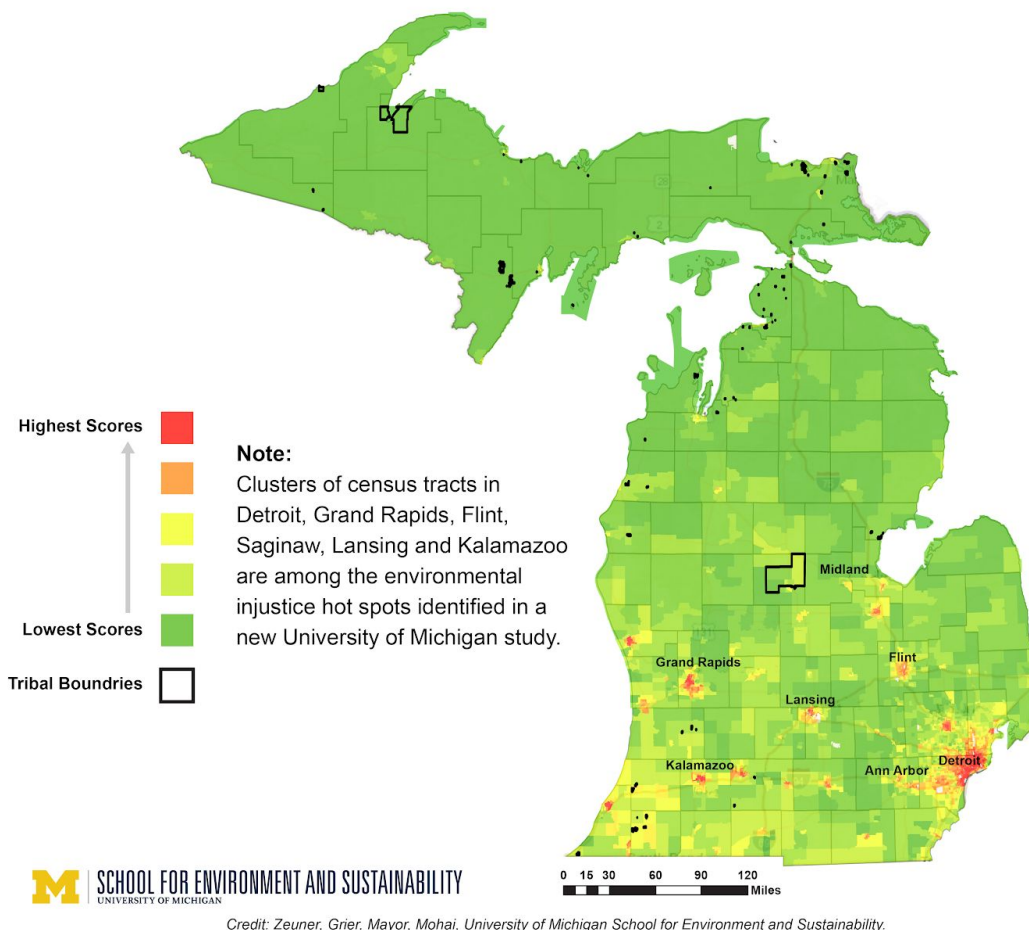 Highest Scores
Lowest Scores
Tribal Boundries
Note:
Clusters of census tracts in
Detroit, Grand Rapids, Flint,
Saginaw, Lansing and Kalamazoo
are among the environmental
injustice hot spots identified in a
new University of Michigan study.
Midland
Grand Rapids
Flint
Lansing
Kalamazoo
Ann Arbor
Detroit
0 15 30 60 90 120
Miles
M SCHOOL FOR ENVIRONMENT AND SUSTAINABILITY
UNIVERSITY OF MICHIGAN
Credit: Zeuner, Grier, Mayor, Mohai, University of Michigan School for Environment and Sustainability.